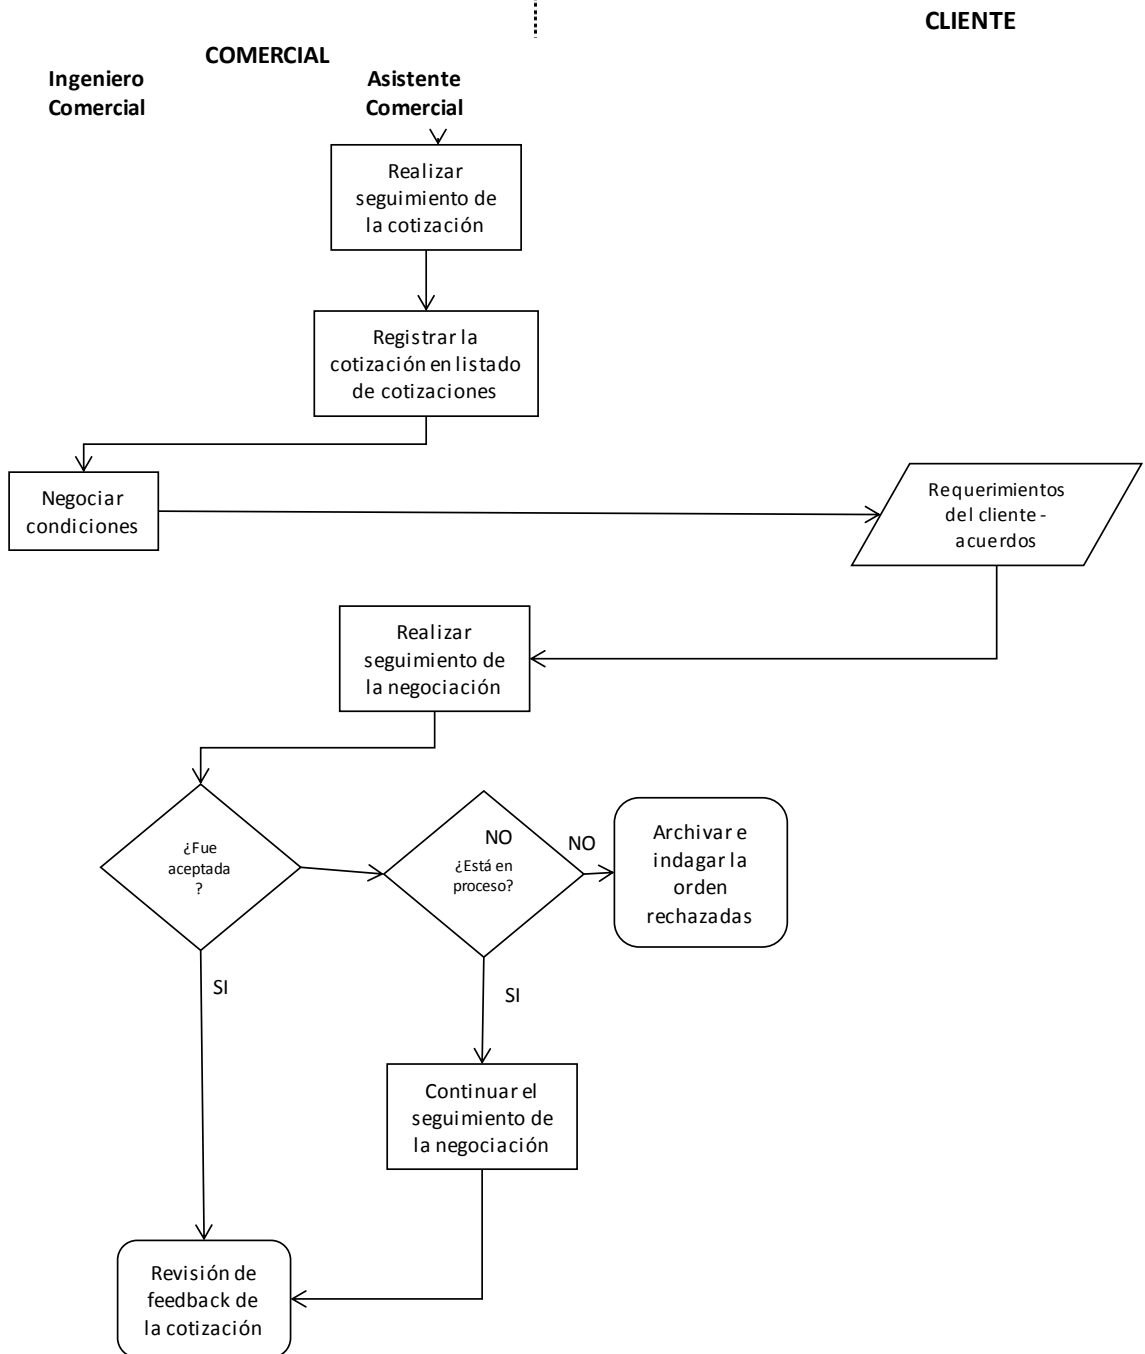 CLIENTE
COMERCIAL
Ingeniero
Comercial
Asistente
Comercial
Realizar
seguimiento de
la cotización
Registrar la
cotización en listado
de cotizaciones
Negociar
condiciones
Requerimientos
del cliente -
acuerdos
Realizar
seguimiento de
la negociación
¿Fue
aceptada
?
NO
¿Está en
proceso?
NO
Archivar e
indagar la
orden
rechazadas
SI
SI
Continuar el
seguimiento de
la negociación
Revisión de
feedback de
la cotización